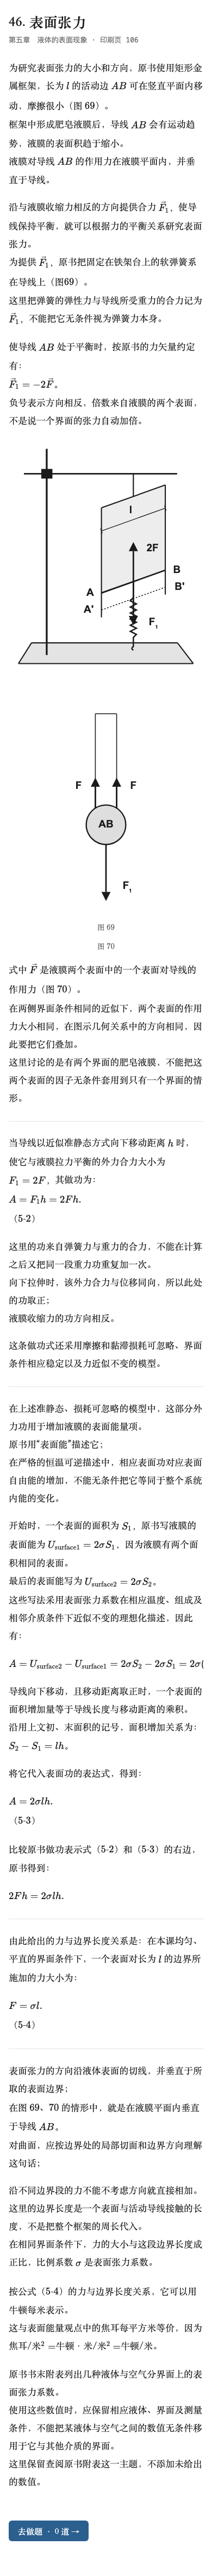 46. 表面张力
第五章 液体的表面现象 · 印刷页 106
为研究表面张力的大小和方向，原书使用矩形金
属框架，长为 l 的活动边 AB 可在竖直平面内移
动，摩擦很小（图 69）。
框架中形成肥皂液膜后，导线 AB 会有运动趋
势，液膜的表面积趋于缩小。
液膜对导线 AB 的作用力在液膜平面内，并垂
直于导线。
沿与液膜收缩力相反的方向提供合力 F⃗₁，使导
线保持平衡，就可以根据力的平衡关系研究表面
张力。
为提供 F⃗₁，原书把固定在铁架台上的软弹簧系
在导线上（图69）。
这里把弹簧的弹性力与导线所受重力的合力记为
F⃗₁，不能把它无条件视为弹簧力本身。
使导线 AB 处于平衡时，按原书的力矢量约定
有：
F⃗₁ = −2F⃗。
负号表示方向相反，倍数来自液膜的两个表面，
不是说一个界面的张力自动加倍。
l
2F
B
A
B'
A'
F₁
F F
AB
F₁
图 69
图 70
式中 F⃗ 是液膜两个表面中的一个表面对导线的
作用力（图 70）。
在两侧界面条件相同的近似下，两个表面的作用
力大小相同，在图示几何关系中的方向相同，因
此要把它们叠加。
这里讨论的是有两个界面的肥皂液膜，不能把这
两个表面的因子无条件套用到只有一个界面的情
形。
当导线以近似准静态方式向下移动距离 h 时，
使它与液膜拉力平衡的外力合力大小为
F₁ = 2F，其做功为：
A = F₁h = 2Fh.
（5-2）
这里的功来自弹簧力与重力的合力，不能在计算
之后又把同一段重力功重复加一次。
向下拉伸时，该外力合力与位移同向，所以此处
的功取正；
液膜收缩力的功方向相反。
这条做功式还采用摩擦和黏滞损耗可忽略、界面
条件相应稳定以及力近似不变的模型。
在上述准静态、损耗可忽略的模型中，这部分外
力功用于增加液膜的表面能量项。
原书用“表面能”描述它；
在严格的恒温可逆描述中，相应表面功对应表面
自由能的增加，不能无条件把它等同于整个系统
内能的变化。
开始时，一个表面的面积为 S₁，原书写液膜的
表面能为 U_surface1 = 2σS₁，因为液膜有两个面
积相同的表面。
最后的表面能写为 U_surface2 = 2σS₂。
这些写法采用表面张力系数在相应温度、组成及
相邻介质条件下近似不变的理想化描述，因此
有：
A = U_surface2 − U_surface1 = 2σS₂ − 2σS₁ = 2σ(
导线向下移动，且移动距离取正时，一个表面的
面积增加量等于导线长度与移动距离的乘积。
沿用上文初、末面积的记号，面积增加关系为：
S₂ − S₁ = lh。
将它代入表面功的表达式，得到：
A = 2σlh.
（5-3）
比较原书做功表示式（5-2）和（5-3）的右边，
原书得到：
2Fh = 2σlh.
由此给出的力与边界长度关系是：在本课均匀、
平直的界面条件下，一个表面对长为 l 的边界所
施加的力大小为：
F = σl.
（5-4）
表面张力的方向沿液体表面的切线，并垂直于所
取的表面边界；
在图 69、70 的情形中，就是在液膜平面内垂直
于导线 AB。
对曲面，应按边界处的局部切面和边界方向理解
这句话；
沿不同边界段的力不能不考虑方向就直接相加。
这里的边界长度是一个表面与活动导线接触的长
度，不是把整个框架的周长代入。
在相同界面条件下，力的大小与这段边界长度成
正比，比例系数 σ 是表面张力系数。
按公式（5-4）的力与边界长度关系，它可以用
牛顿每米表示。
这与表面能量观点中的焦耳每平方米等价，因为
焦耳/米² =牛顿 · 米/米² =牛顿/米。
原书书末附表列出几种液体与空气分界面上的表
面张力系数。
使用这些数值时，应保留相应液体、界面及测量
条件，不能把某液体与空气之间的数值无条件移
用于它与其他介质的界面。
这里保留查阅原书附表这一主题，不添加未给出
的数值。
去做题 · 0 道 →